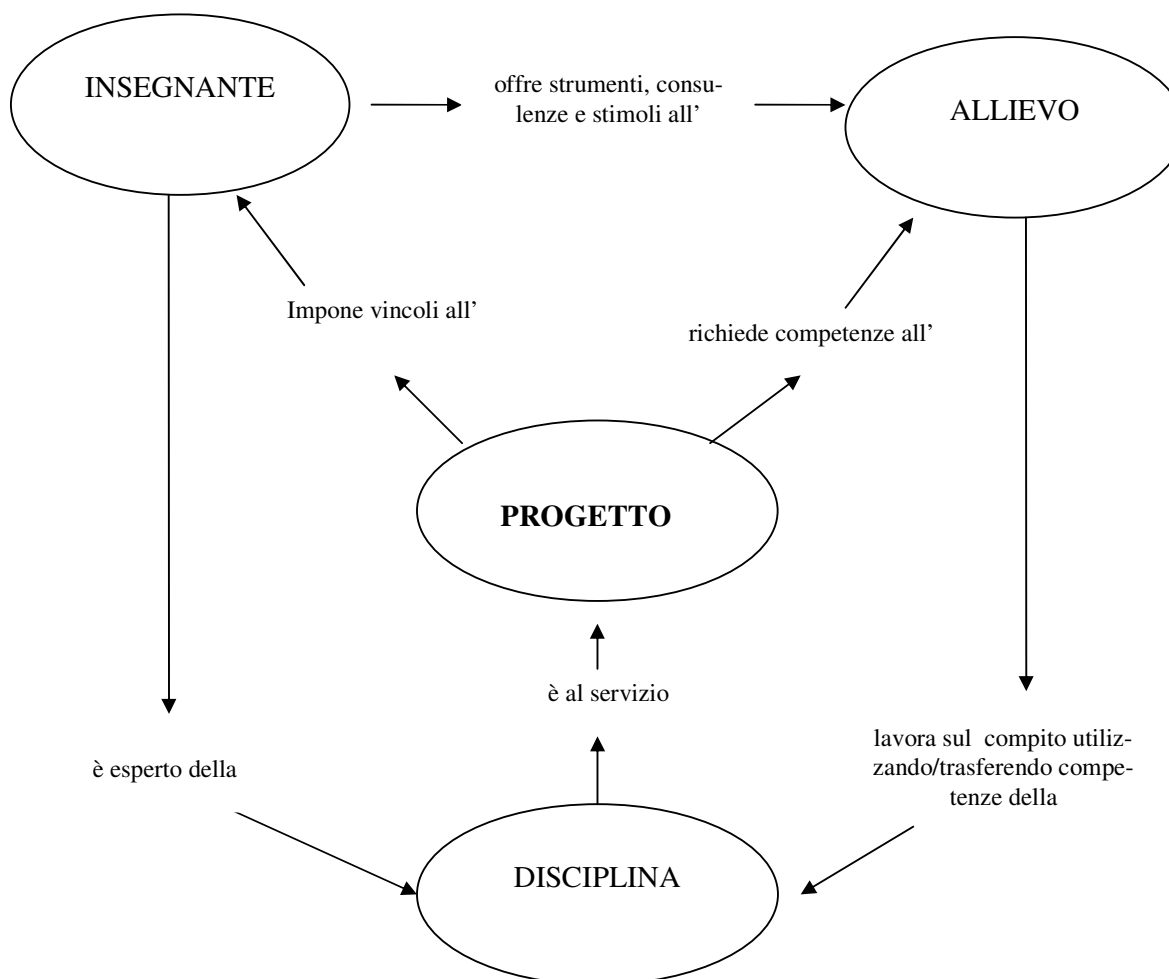 INSEGNANTE
offre strumenti, consu-
lenze e stimoli all’
ALLIEVO
Impone vincoli all’
richiede competenze all’
PROGETTO
è al servizio
è esperto della
lavora sul compito utiliz-
zando/trasferendo compe-
tenze della
DISCIPLINA